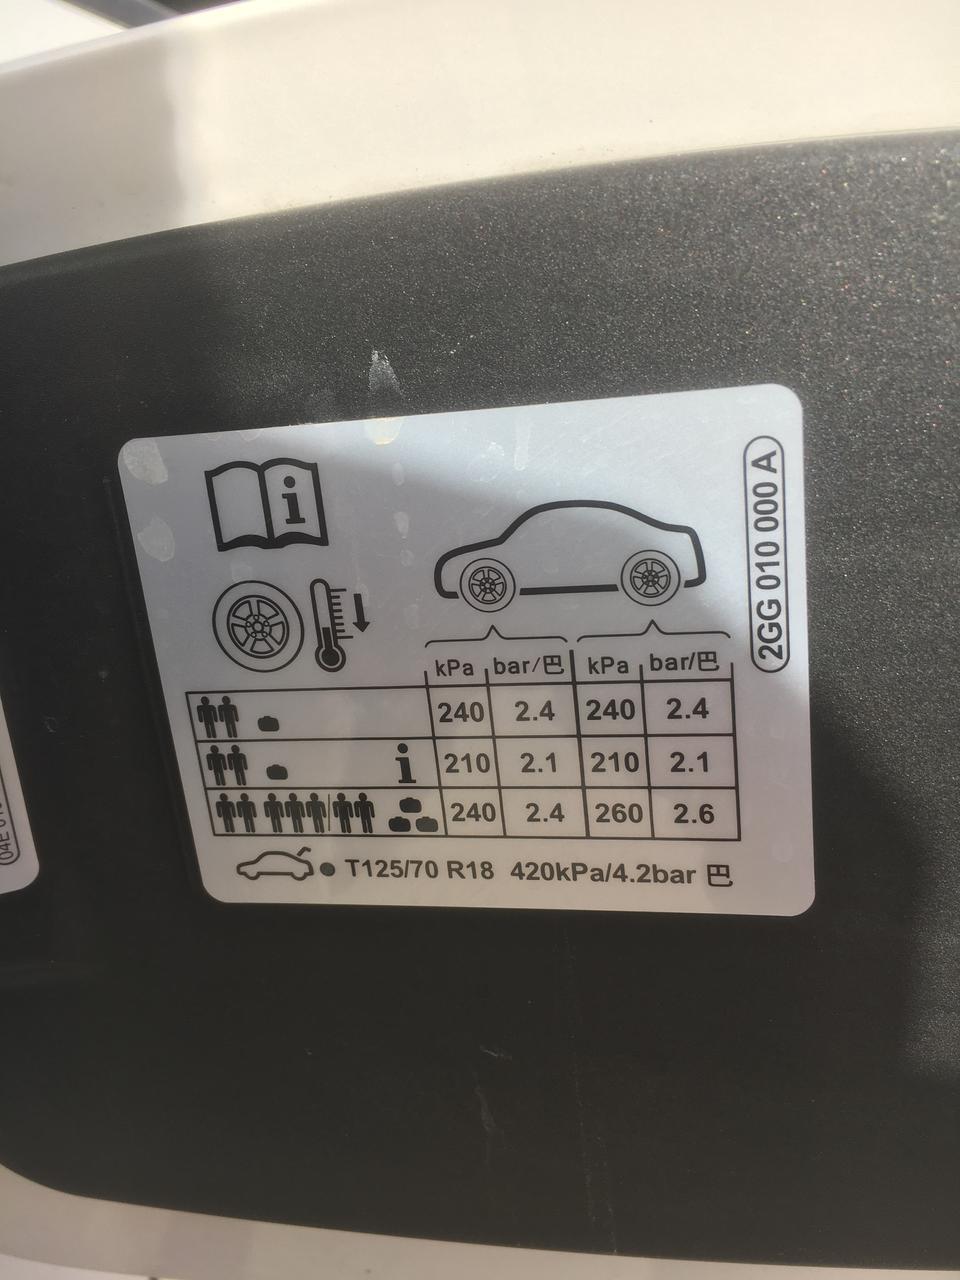 2GG 010 000 A
kPa bar/巴 kPa bar/巴
240 2.4 240 2.4
i 210 2.1 210 2.1
240 2.4 260 2.6
T125/70 R18 420kPa/4.2bar 巴